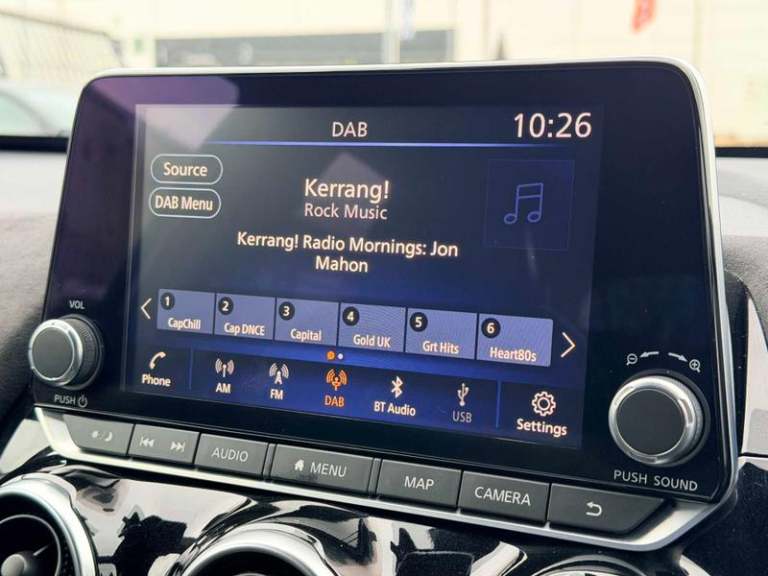 DAB
10:26
Source
DAB Menu
Kerrang!
Rock Music
Kerrang! Radio Mornings: Jon
Mahon
1
CapChill
2
Cap DNCE
3
Capital
4
Gold UK
5
Grt Hits
6
Heart80s
Phone
AM
FM
DAB
BT Audio
USB
Settings
VOL
PUSH
PUSH SOUND
AUDIO
MENU
MAP
CAMERA